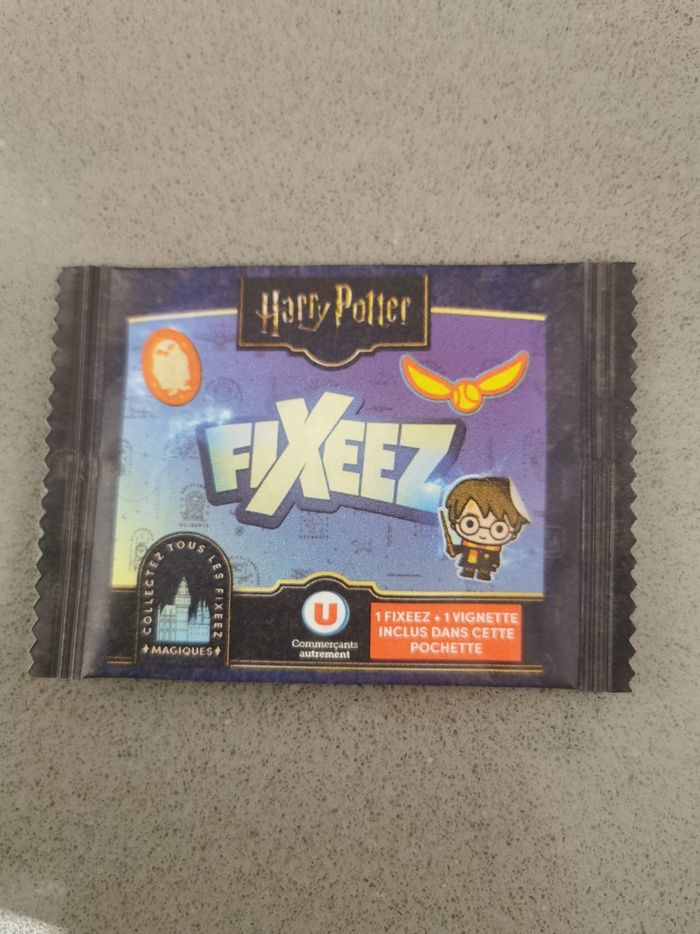 Harry Potter
FIXEEZ
COLLECTEZ TOUS LES FIXEEZ
MAGIQUES
U
Commerçants
autrement
1 FIXEEZ + 1 VIGNETTE
INCLUS DANS CETTE
POCHETTE